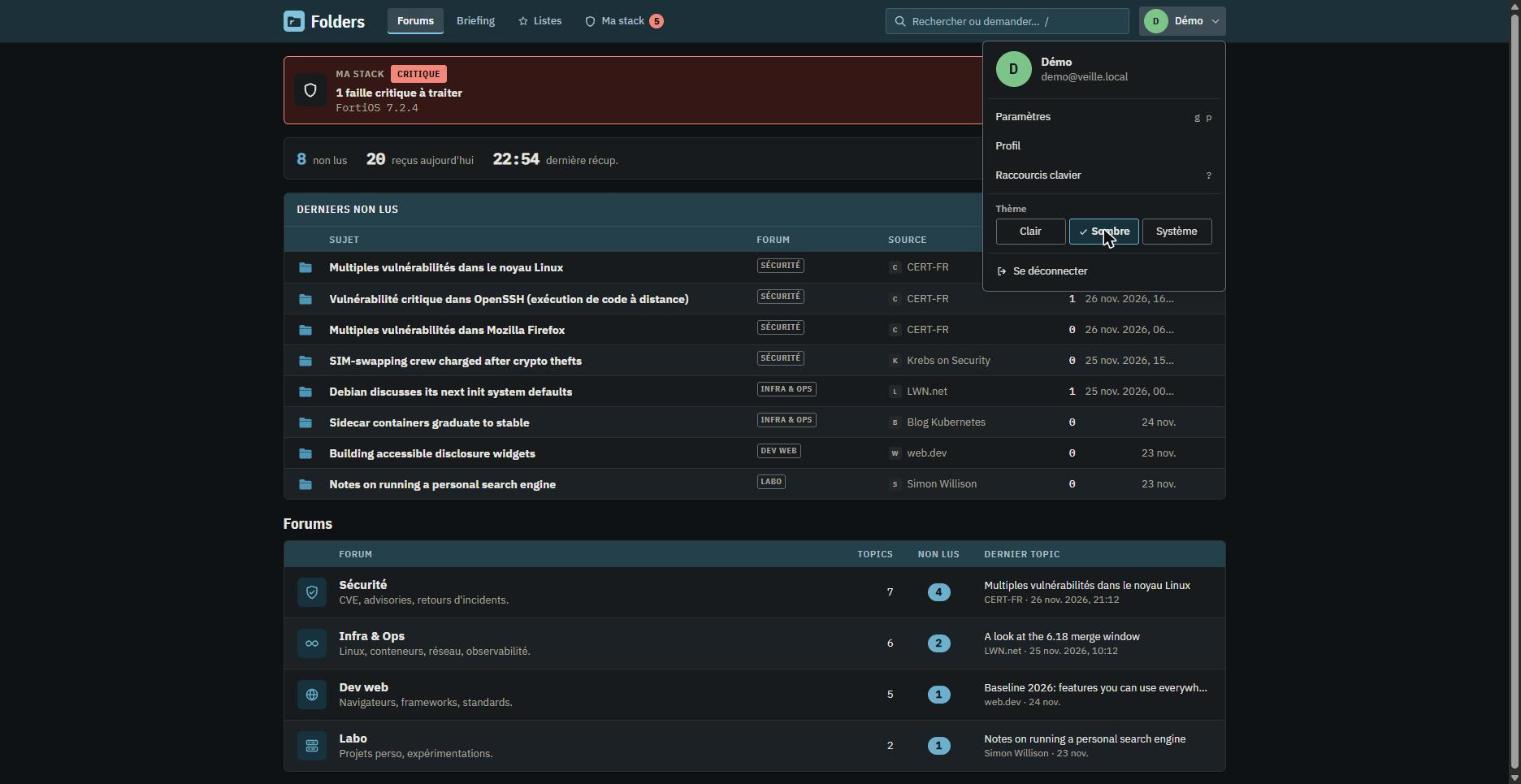 Folders Forums Briefing Listes Ma stack 5 Rechercher ou demander... / D Démo
MA STACK CRITIQUE
1 faille critique à traiter
FortiOS 7.2.4
D Démo
demo@veille.local
Paramètres g p
Profil
Raccourcis clavier ?
Thème
Clair Sombre Système
Se déconnecter
8 non lus 20 reçus aujourd'hui 22:54 dernière récup.
DERNIERS NON LUS
SUJET FORUM SOURCE
Multiples vulnérabilités dans le noyau Linux SÉCURITÉ C CERT-FR
Vulnérabilité critique dans OpenSSH (exécution de code à distance) SÉCURITÉ C CERT-FR 1 26 nov. 2026, 16...
Multiples vulnérabilités dans Mozilla Firefox SÉCURITÉ C CERT-FR 0 26 nov. 2026, 06...
SIM-swapping crew charged after crypto thefts SÉCURITÉ K Krebs on Security 0 25 nov. 2026, 15...
Debian discusses its next init system defaults INFRA & OPS L LWN.net 1 25 nov. 2026, 00...
Sidecar containers graduate to stable INFRA & OPS B Blog Kubernetes 0 24 nov.
Building accessible disclosure widgets DEV WEB W web.dev 0 23 nov.
Notes on running a personal search engine LABO S Simon Willison 0 23 nov.
Forums
FORUM TOPICS NON LUS DERNIER TOPIC
Sécurité 7 4 Multiples vulnérabilités dans le noyau Linux
CVE, advisories, retours d'incidents. CERT-FR · 26 nov. 2026, 21:12
Infra & Ops 6 2 A look at the 6.18 merge window
Linux, conteneurs, réseau, observabilité. LWN.net · 25 nov. 2026, 10:12
Dev web 5 1 Baseline 2026: features you can use everywh...
Navigateurs, frameworks, standards. web.dev · 24 nov.
Labo 2 1 Notes on running a personal search engine
Projets perso, expérimentations. Simon Willison · 23 nov.